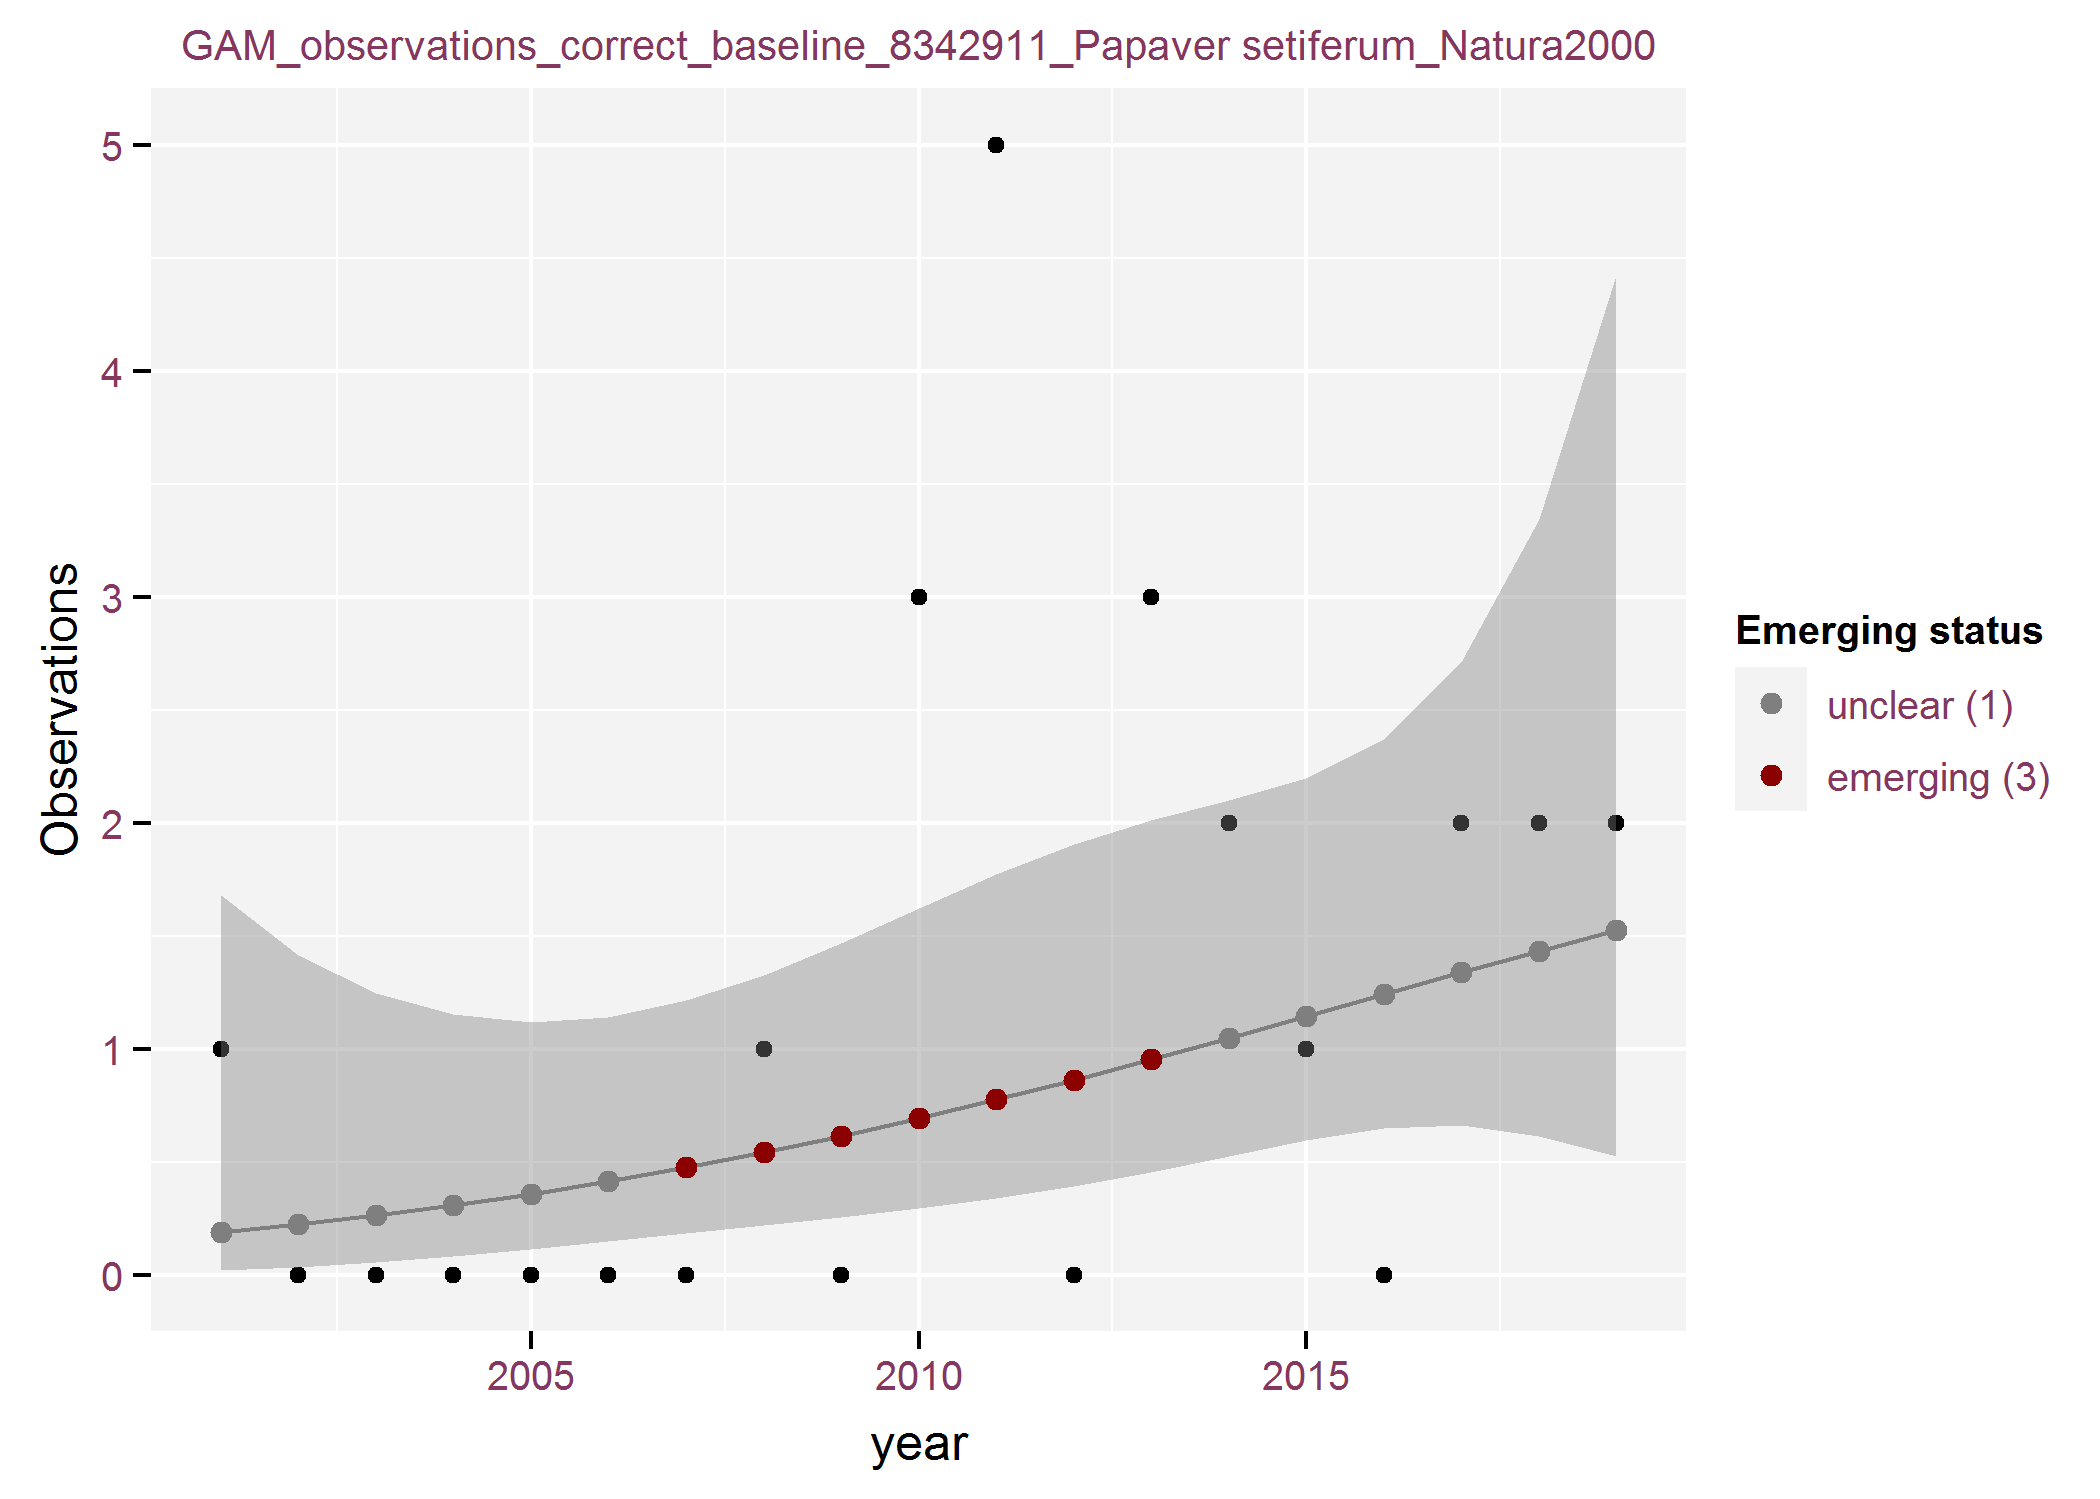 GAM_observations_correct_baseline_8342911_Papaver setiferum_Natura2000
5
4
3
2
1
0
Observations
2005
2010
2015
year
Emerging status
unclear (1)
emerging (3)